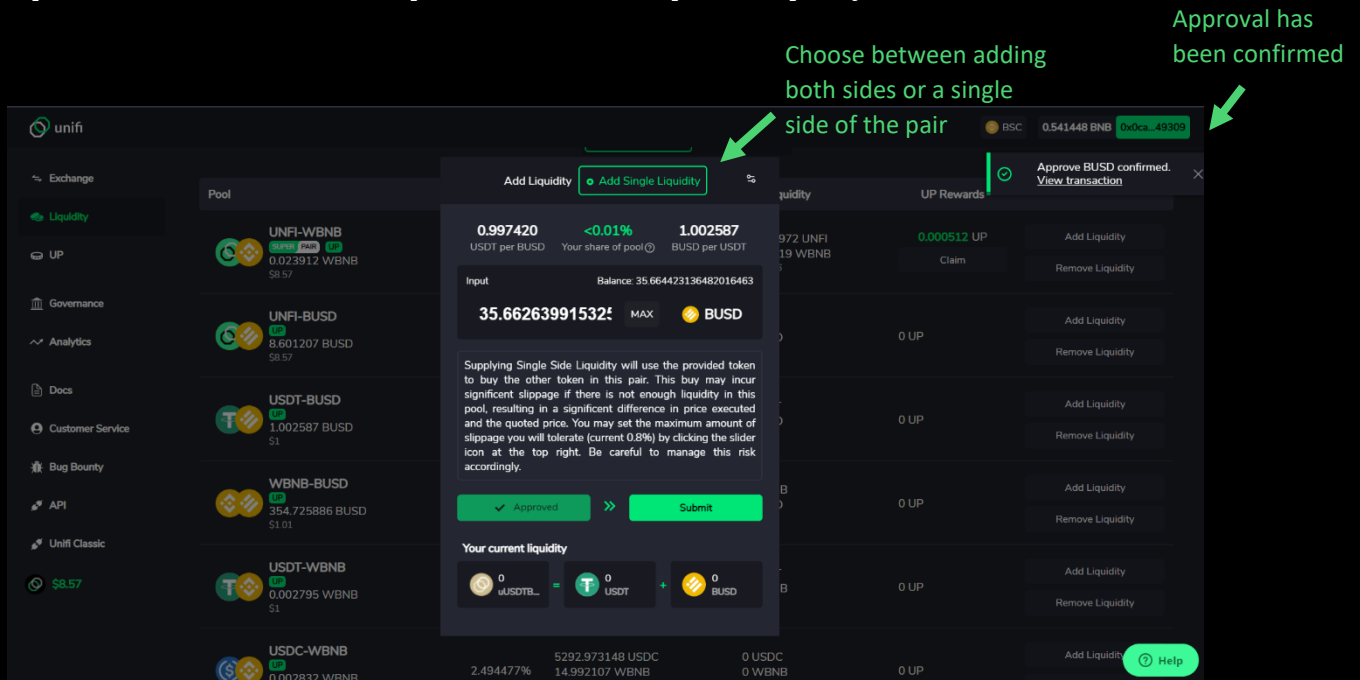 Approval has
been confirmed
Choose between adding
both sides or a single
side of the pair
unifi
BSC
0.541448 BNB
0x0ca...49309
Approve BUSD confirmed.
View transaction
Exchange
Liquidity
UP
Governance
Analytics
Docs
Customer Service
Bug Bounty
API
Unifi Classic
$8.57
Pool
UP Rewards
UNFI-WBNB
SUPER PAIR UP
0.023912 WBNB
$8.57
972 UNFI
19 WBNB
0.000512 UP
Claim
Add Liquidity
Remove Liquidity
UNFI-BUSD
UP
8.601207 BUSD
$8.57
0 UP
Add Liquidity
Remove Liquidity
USDT-BUSD
UP
1.002587 BUSD
$1
0 UP
Add Liquidity
Remove Liquidity
WBNB-BUSD
UP
354.725886 BUSD
$1.01
0 UP
Add Liquidity
Remove Liquidity
USDT-WBNB
UP
0.002795 WBNB
$1
0 UP
Add Liquidity
Remove Liquidity
USDC-WBNB
UP
0.002832 WBNB
2.494477%
5292.973148 USDC
14.992107 WBNB
0 USDC
0 WBNB
0 UP
Add Liquidity
Help
Add Liquidity
Add Single Liquidity
0.997420
USDT per BUSD
<0.01%
Your share of pool
1.002587
BUSD per USDT
Input
Balance: 35.664423136482016463
35.66263991532
MAX
BUSD
Supplying Single Side Liquidity will use the provided token
to buy the other token in this pair. This buy may incur
significant slippage if there is not enough liquidity in this
pool, resulting in a significant difference in price executed
and the quoted price. You may set the maximum amount of
slippage you will tolerate (current 0.8%) by clicking the slider
icon at the top right. Be careful to manage this risk
accordingly.
Approved
Submit
Your current liquidity
0
uUSDTB...
=
0
USDT
+
0
BUSD